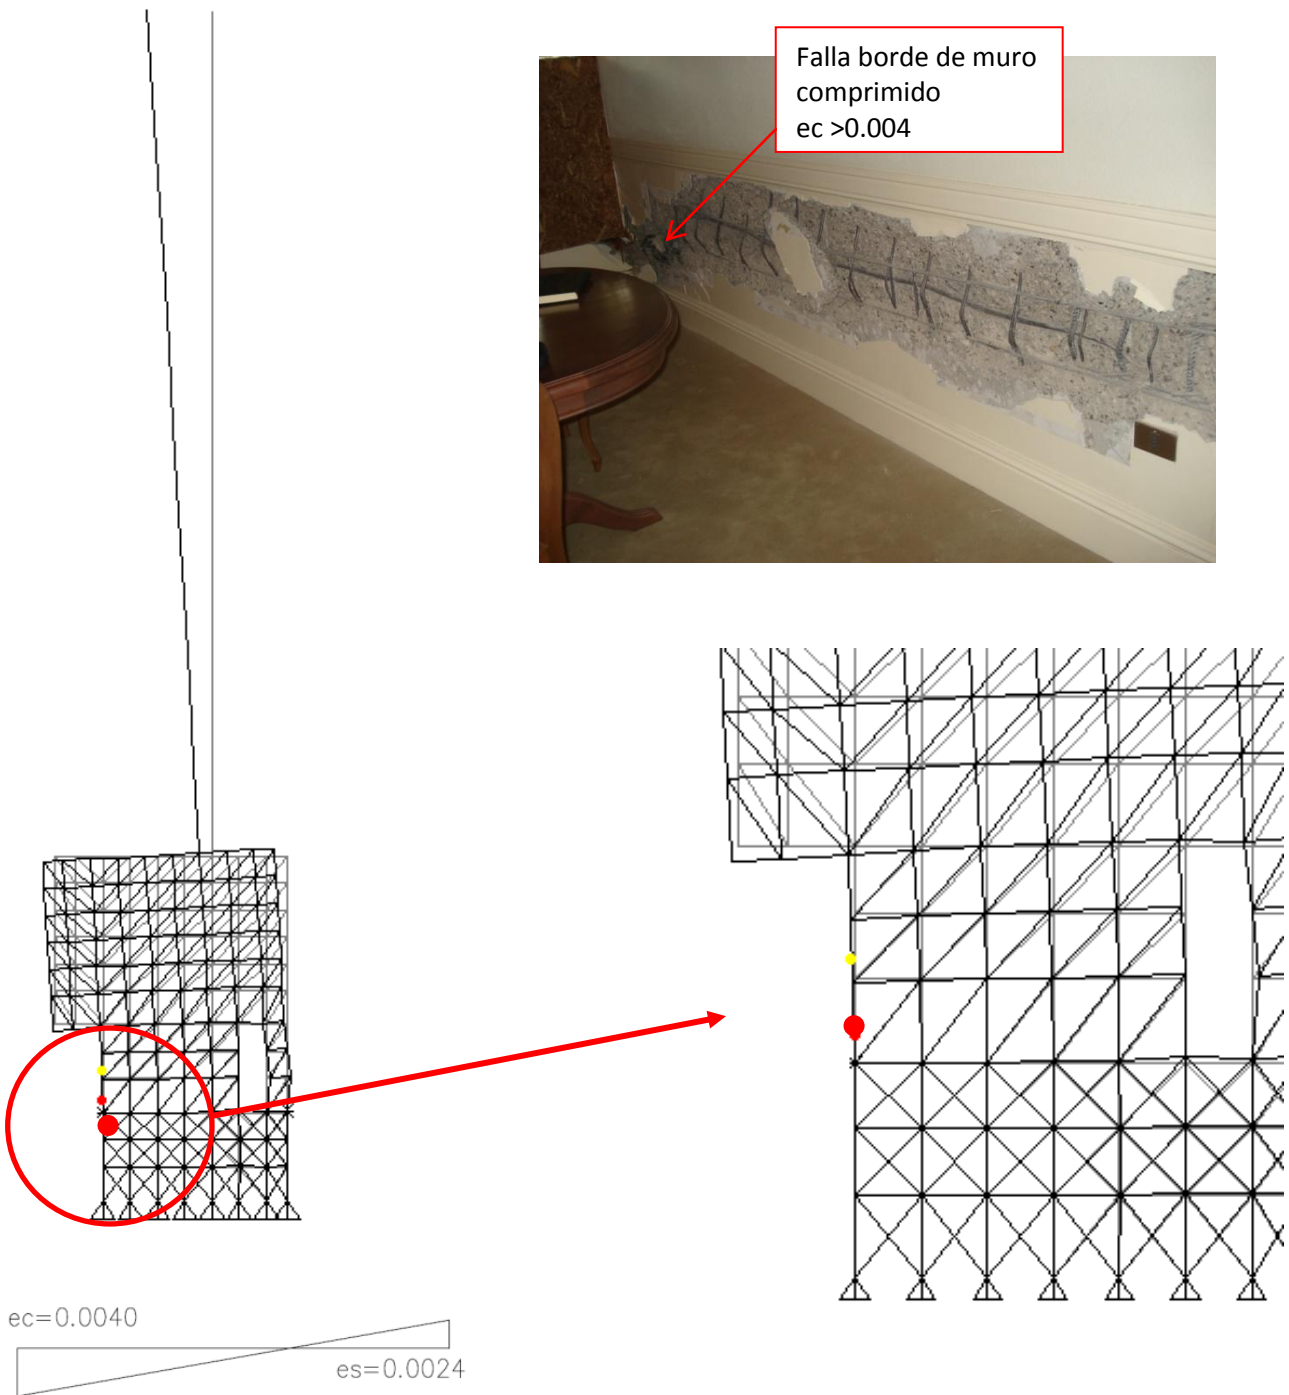 Falla borde de muro
comprimido
ec >0.004
ec=0.0040
es=0.0024